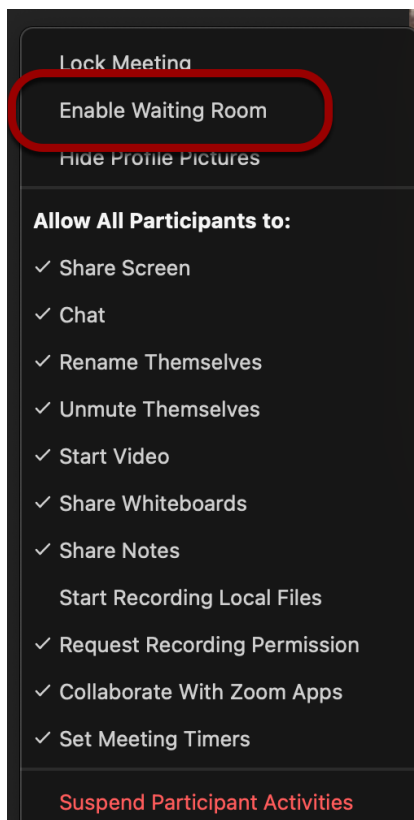 Lock Meeting
Enable Waiting Room
Hide Profile Pictures
Allow All Participants to:
✓ Share Screen
✓ Chat
✓ Rename Themselves
✓ Unmute Themselves
✓ Start Video
✓ Share Whiteboards
✓ Share Notes
Start Recording Local Files
✓ Request Recording Permission
✓ Collaborate With Zoom Apps
✓ Set Meeting Timers
Suspend Participant Activities